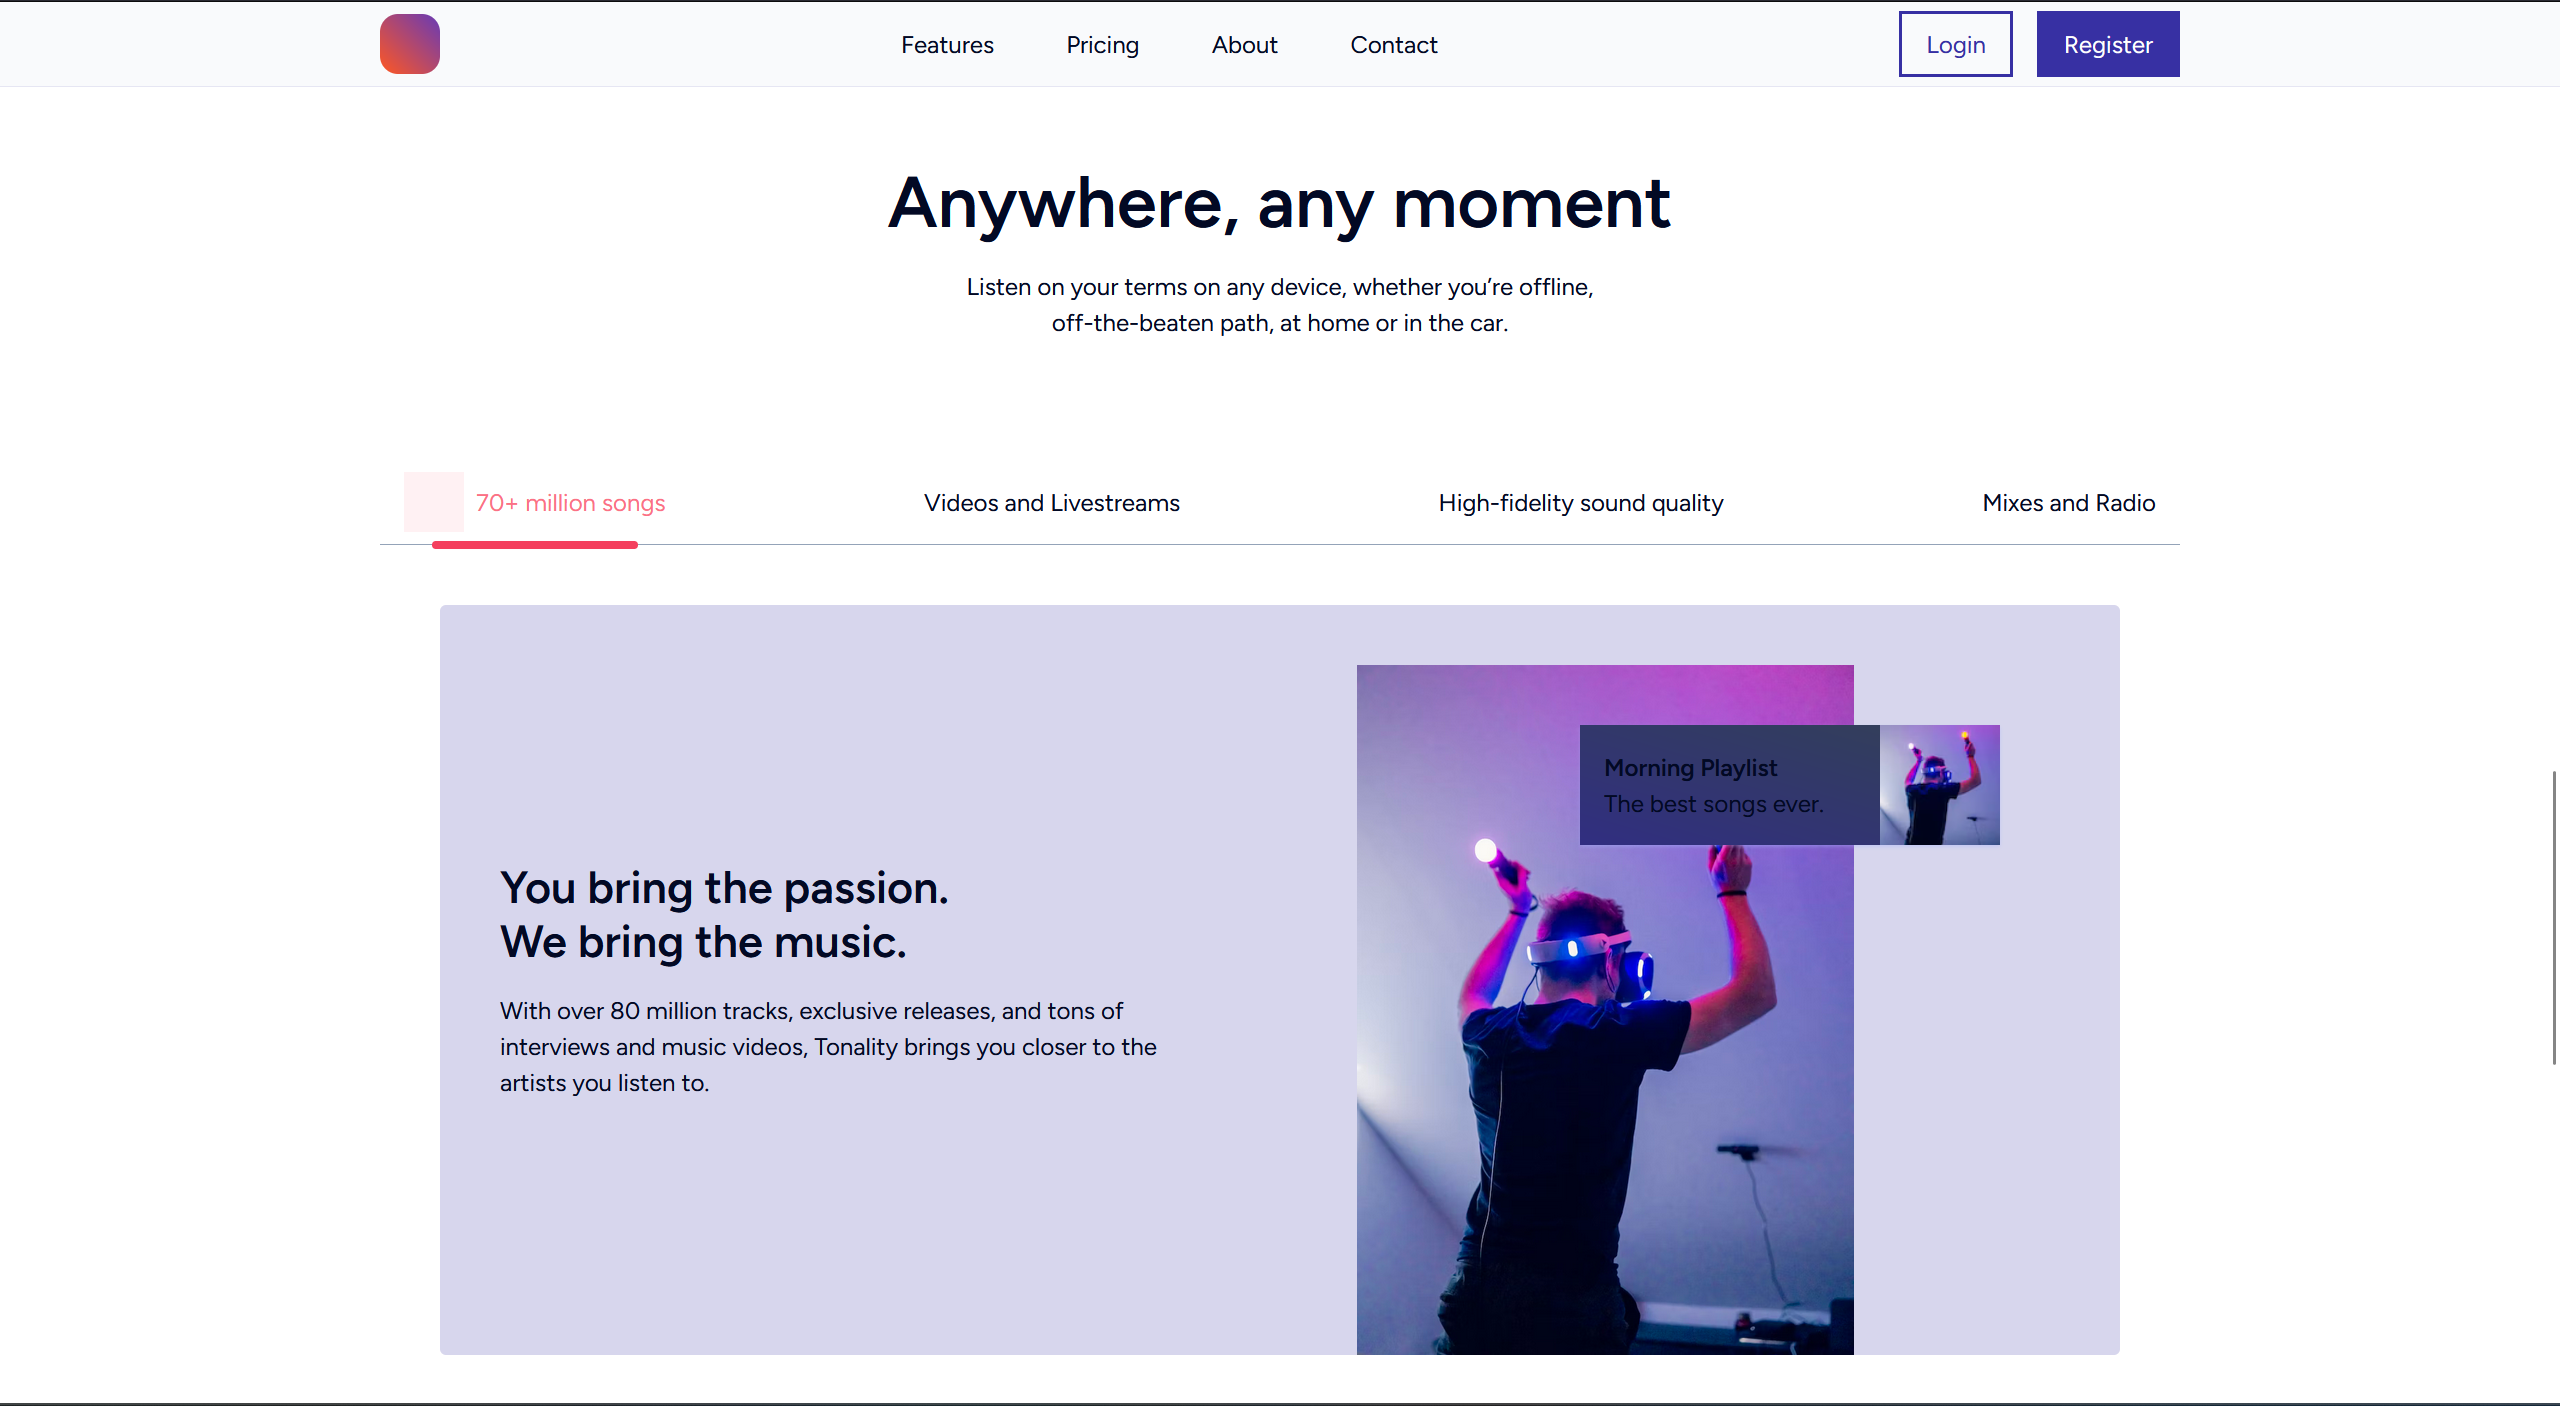 Features
Pricing
About
Contact
Login
Register
Anywhere, any moment
Listen on your terms on any device, whether you’re offline,
off-the-beaten path, at home or in the car.
70+ million songs
Videos and Livestreams
High-fidelity sound quality
Mixes and Radio
You bring the passion.
We bring the music.
With over 80 million tracks, exclusive releases, and tons of
interviews and music videos, Tonality brings you closer to the
artists you listen to.
Morning Playlist
The best songs ever.